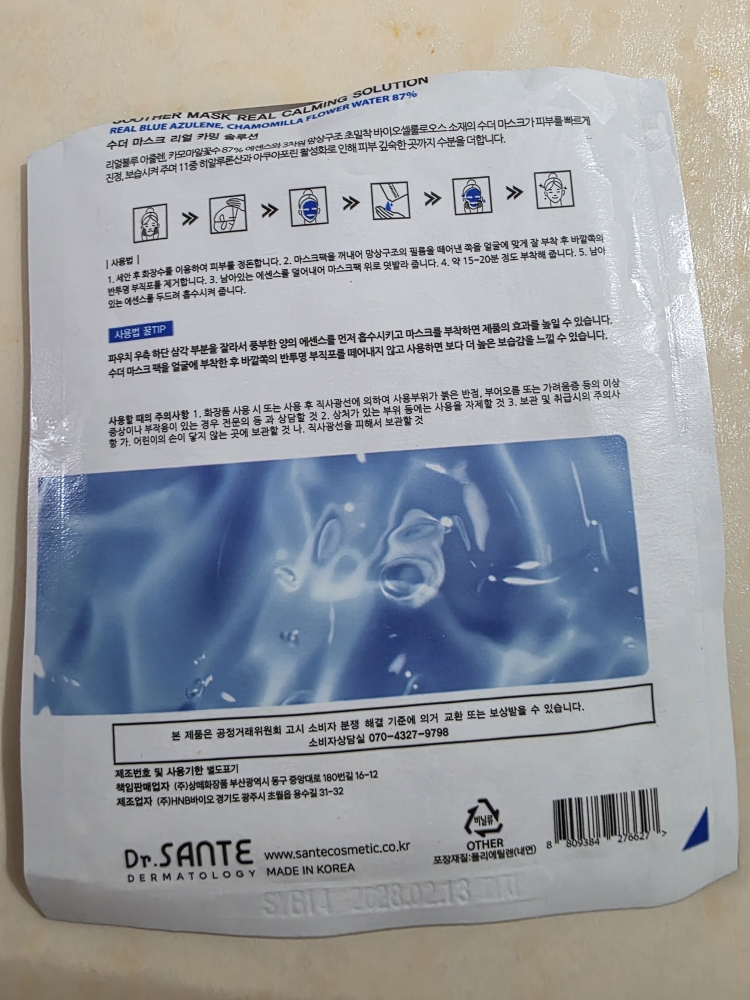 SOOTHER MASK REAL CALMING SOLUTION
REAL BLUE AZULENE, CHAMOMILLA FLOWER WATER 87%
수더 마스크 리얼 카밍 솔루션
리얼블루 아줄렌, 카모마일꽃수 87% 에센스와 3차원 망상구조 초밀착 바이오셀룰로오스 소재의 수더 마스크가 피부를 빠르게
진정, 보습시켜 주며 11중 히알루론산과 아쿠아포린 활성화로 인해 피부 깊숙한 곳까지 수분을 더합니다.
| 사용법 |
1. 세안 후 화장수를 이용하여 피부를 정돈합니다. 2. 마스크팩을 꺼내어 망상구조의 필름을 떼어낸 쪽을 얼굴에 맞게 잘 부착 후 바깥쪽의
반투명 부직포를 제거합니다. 3. 남아있는 에센스를 덜어내어 마스크팩 위로 덧발라 줍니다. 4. 약 15~20분 정도 부착해 줍니다. 5. 남아
있는 에센스를 두드려 흡수시켜 줍니다.
사용법 꿀TIP
파우치 우측 하단 삼각 부분을 잘라서 풍부한 양의 에센스를 먼저 흡수시키고 마스크를 부착하면 제품의 효과를 높일 수 있습니다.
수더 마스크 팩을 얼굴에 부착한 후 바깥쪽의 반투명 부직포를 떼어내지 않고 사용하면 보다 더 높은 보습감을 느낄 수 있습니다.
사용할 때의 주의사항 1. 화장품 사용 시 또는 사용 후 직사광선에 의하여 사용부위가 붉은 반점, 부어오름 또는 가려움증 등의 이상
증상이나 부작용이 있는 경우 전문의 등 과 상담할 것 2. 상처가 있는 부위 등에는 사용을 자제할 것 3. 보관 및 취급시의 주의사
항 가. 어린이의 손이 닿지 않는 곳에 보관할 것 나. 직사광선을 피해서 보관할 것
본 제품은 공정거래위원회 고시 소비자 분쟁 해결 기준에 의거 교환 또는 보상받을 수 있습니다.
소비자상담실 070-4327-9798
제조번호 및 사용기한 별도표기
책임판매업자 (주)상떼화장품 부산광역시 동구 중앙대로 180번길 16-12
제조업자 (주)HNB바이오 경기도 광주시 초월읍 용수길 31-32
비닐류
OTHER
포장재질:폴리에틸렌(내면)
8 809384 276627 >
Dr.SANTE www.santecosmetic.co.kr
DERMATOLOGY MADE IN KOREA
2028.02.13